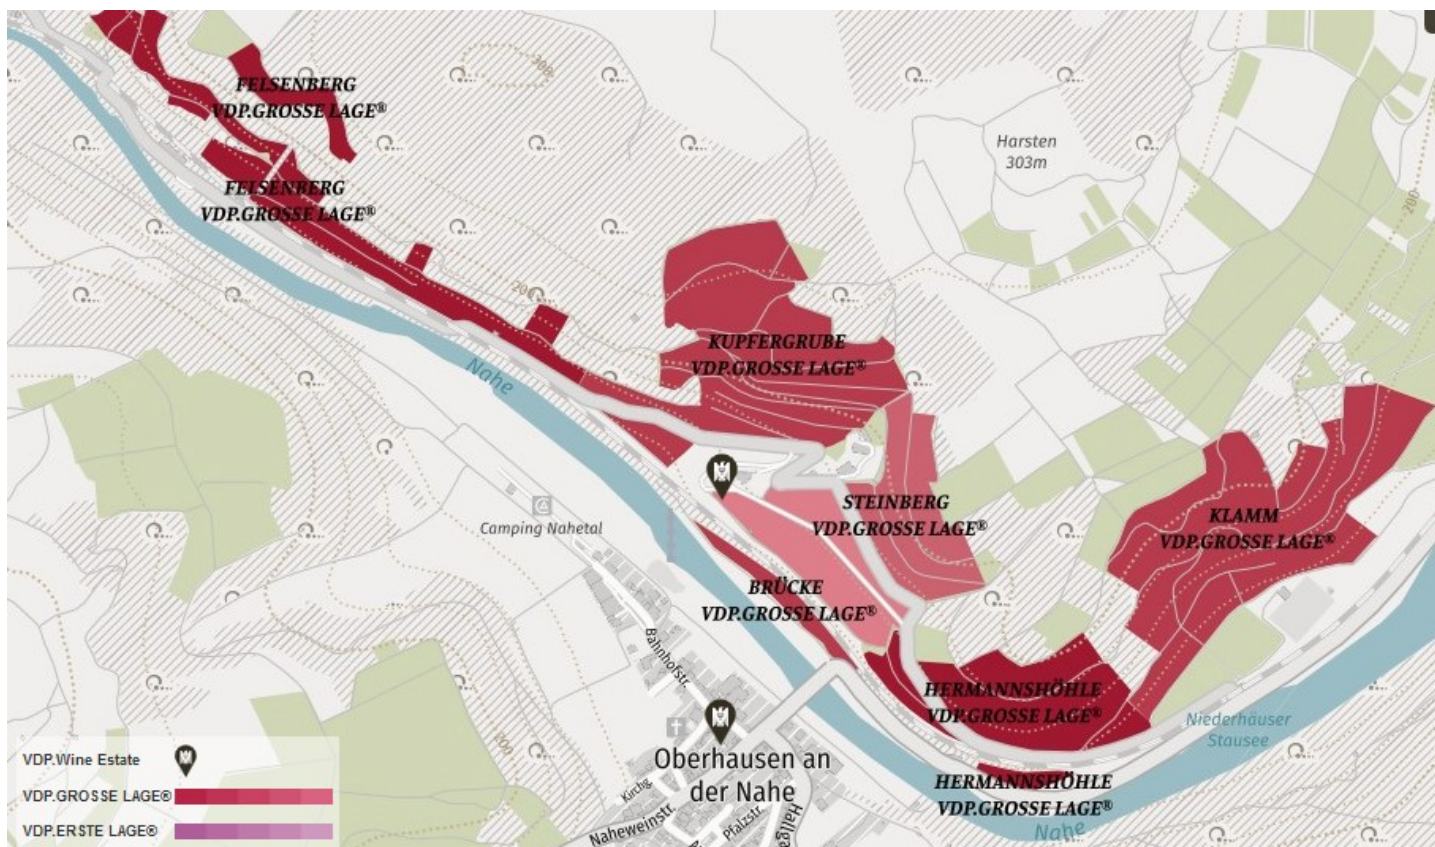 FELSENBERG
VDP.GROSSE LAGE®
300
Harsten
303m
FELSENBERG
VDP.GROSSE LAGE®
200
200
KUPFERGRUBE
VDP.GROSSE LAGE®
Nahe
STEINBERG
VDP.GROSSE LAGE®
KLAMM
VDP.GROSSE LAGE®
Camping Nahetal
BRÜCKE
VDP.GROSSE LAGE®
Bahnhofstr.
HERMANNSHÖHLE
VDP.GROSSE LAGE®
Niederhäuser
Stausee
200
Oberhausen an
der Nahe
HERMANNSHÖHLE
VDP.GROSSE LAGE®
Kirchg.
Naheweinstr.
Pfalzstr.
Hallga
Nahe
VDP.Wine Estate
VDP.GROSSE LAGE®
VDP.ERSTE LAGE®